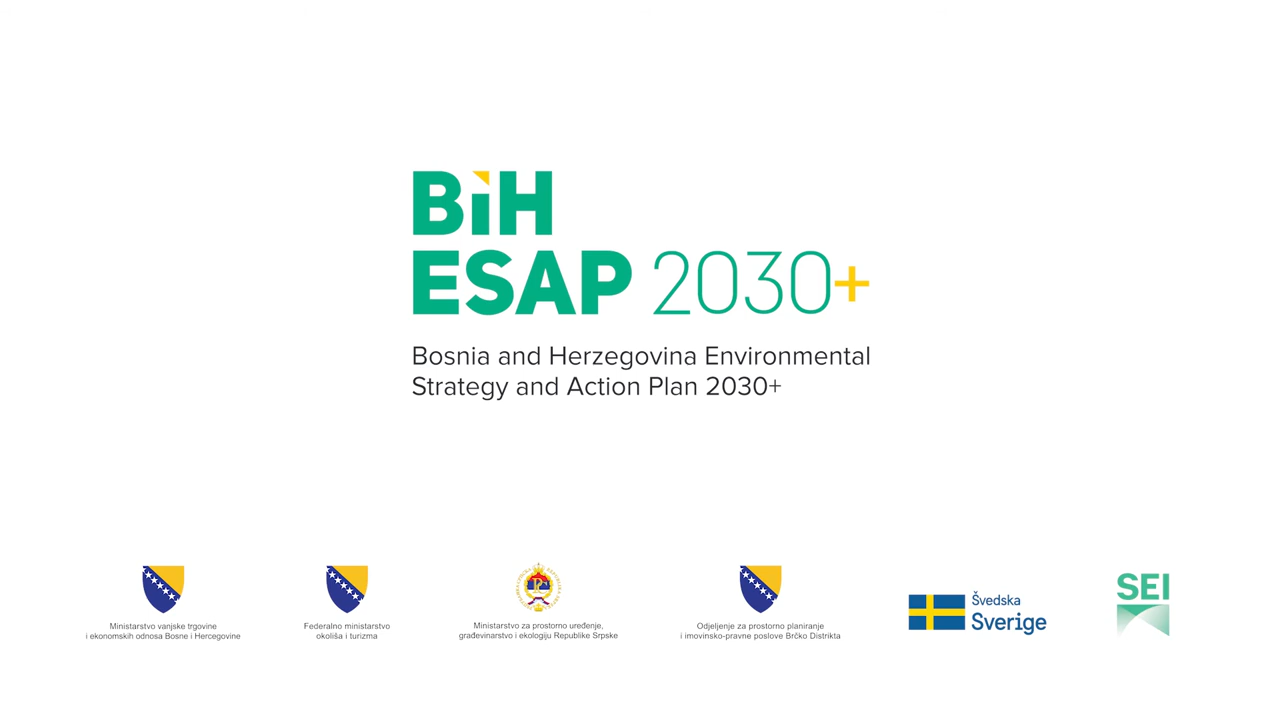 BiH
ESAP 2030+
Bosnia and Herzegovina Environmental
Strategy and Action Plan 2030+
Ministarstvo vanjske trgovine
i ekonomskih odnosa Bosne i Hercegovine
Federalno ministarstvo
okoliša i turizma
Ministarstvo za prostorno uređenje,
građevinarstvo i ekologiju Republike Srpske
Odjeljenje za prostorno planiranje
i imovinsko-pravne poslove Brčko Distrikta
Švedska
Sverige
SEI